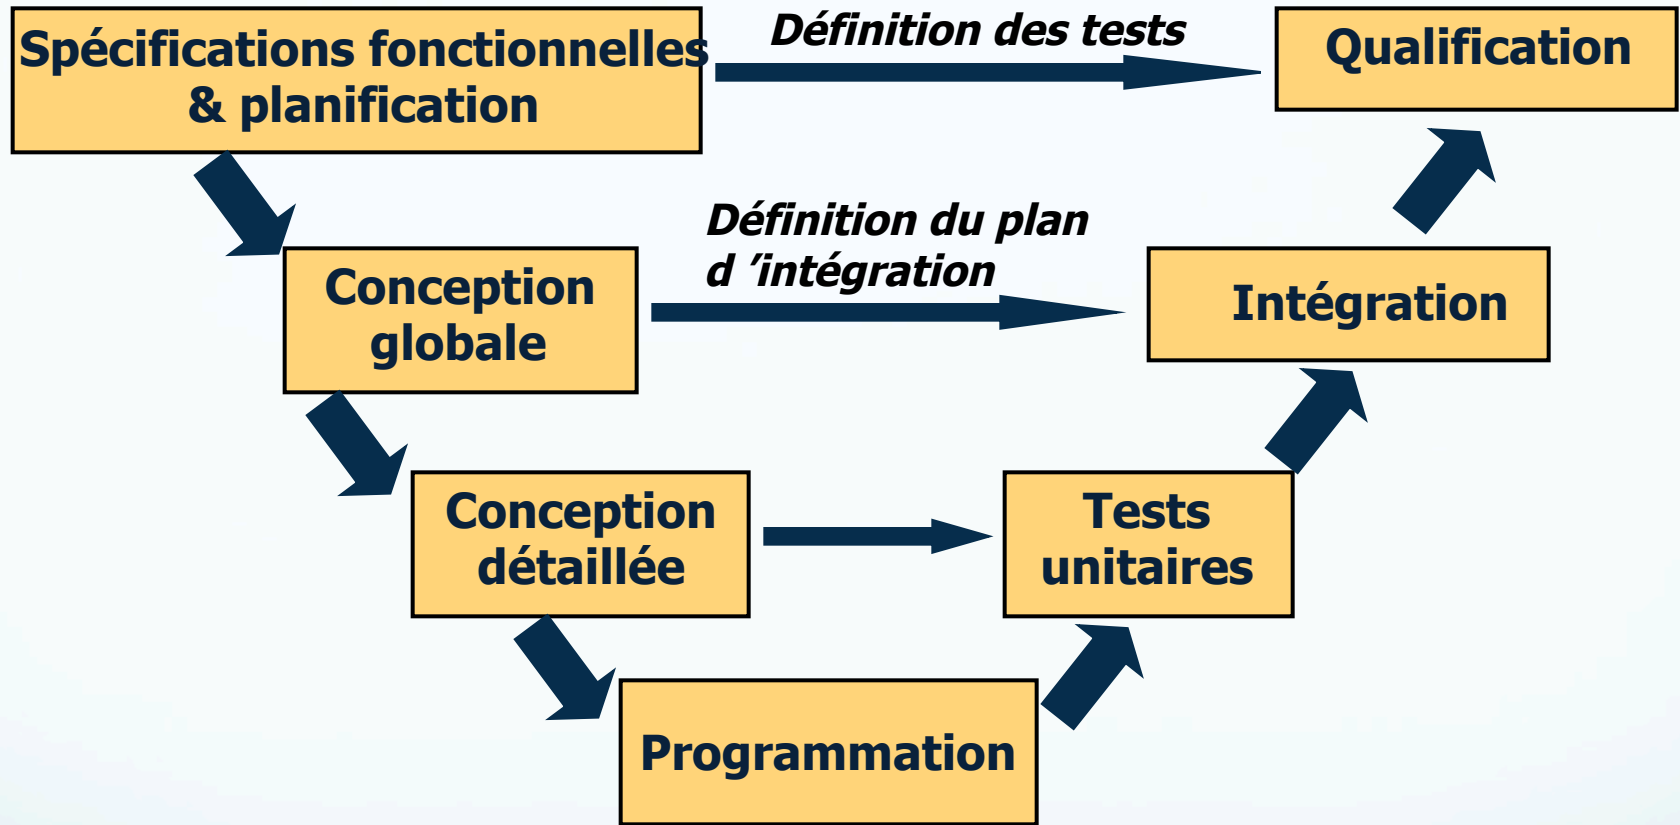 Spécifications fonctionnelles
& planification
Définition des tests
Qualification
Définition du plan
d ’intégration
Conception
globale
Intégration
Conception
détaillée
Tests
unitaires
Programmation